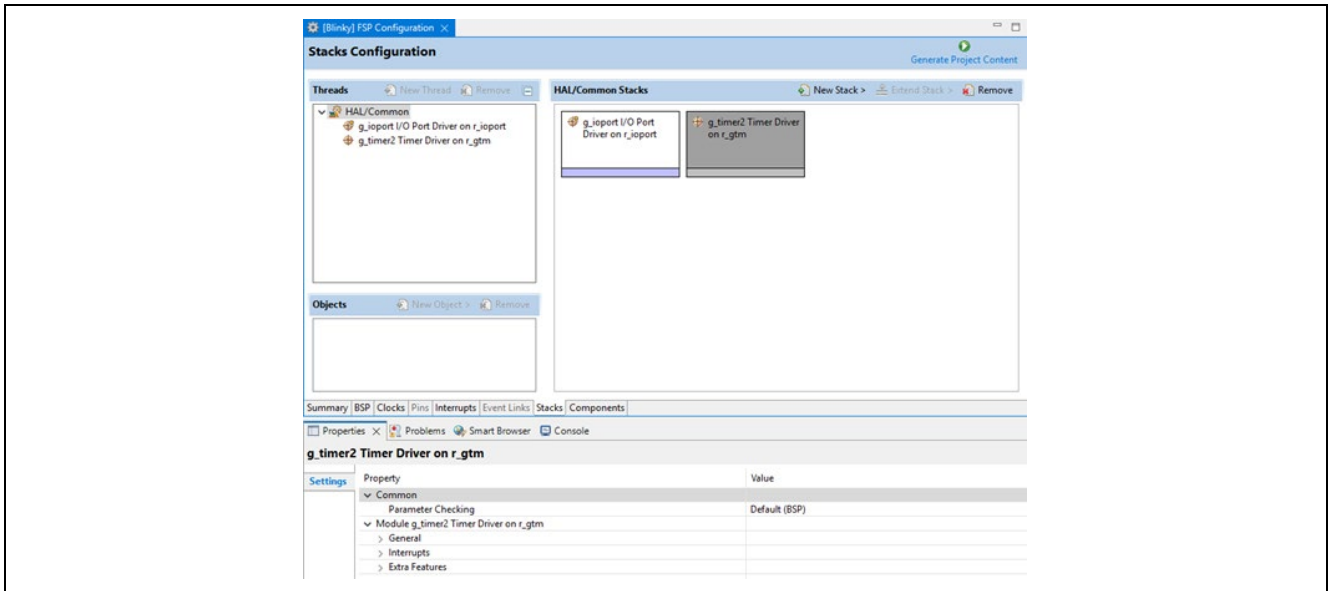 [Blinky] FSP Configuration
Stacks Configuration
Generate Project Content
Threads New Thread Remove
HAL/Common
g_ioport I/O Port Driver on r_ioport
g_timer2 Timer Driver on r_gtm
HAL/Common Stacks New Stack > Extend Stack > Remove
g_ioport I/O Port
Driver on r_ioport
g_timer2 Timer Driver
on r_gtm
Objects New Object > Remove
Summary BSP Clocks Pins Interrupts Event Links Stacks Components
Properties Problems Smart Browser Console
g_timer2 Timer Driver on r_gtm
Settings
Property Value
Common
Parameter Checking Default (BSP)
Module g_timer2 Timer Driver on r_gtm
General
Interrupts
Extra Features